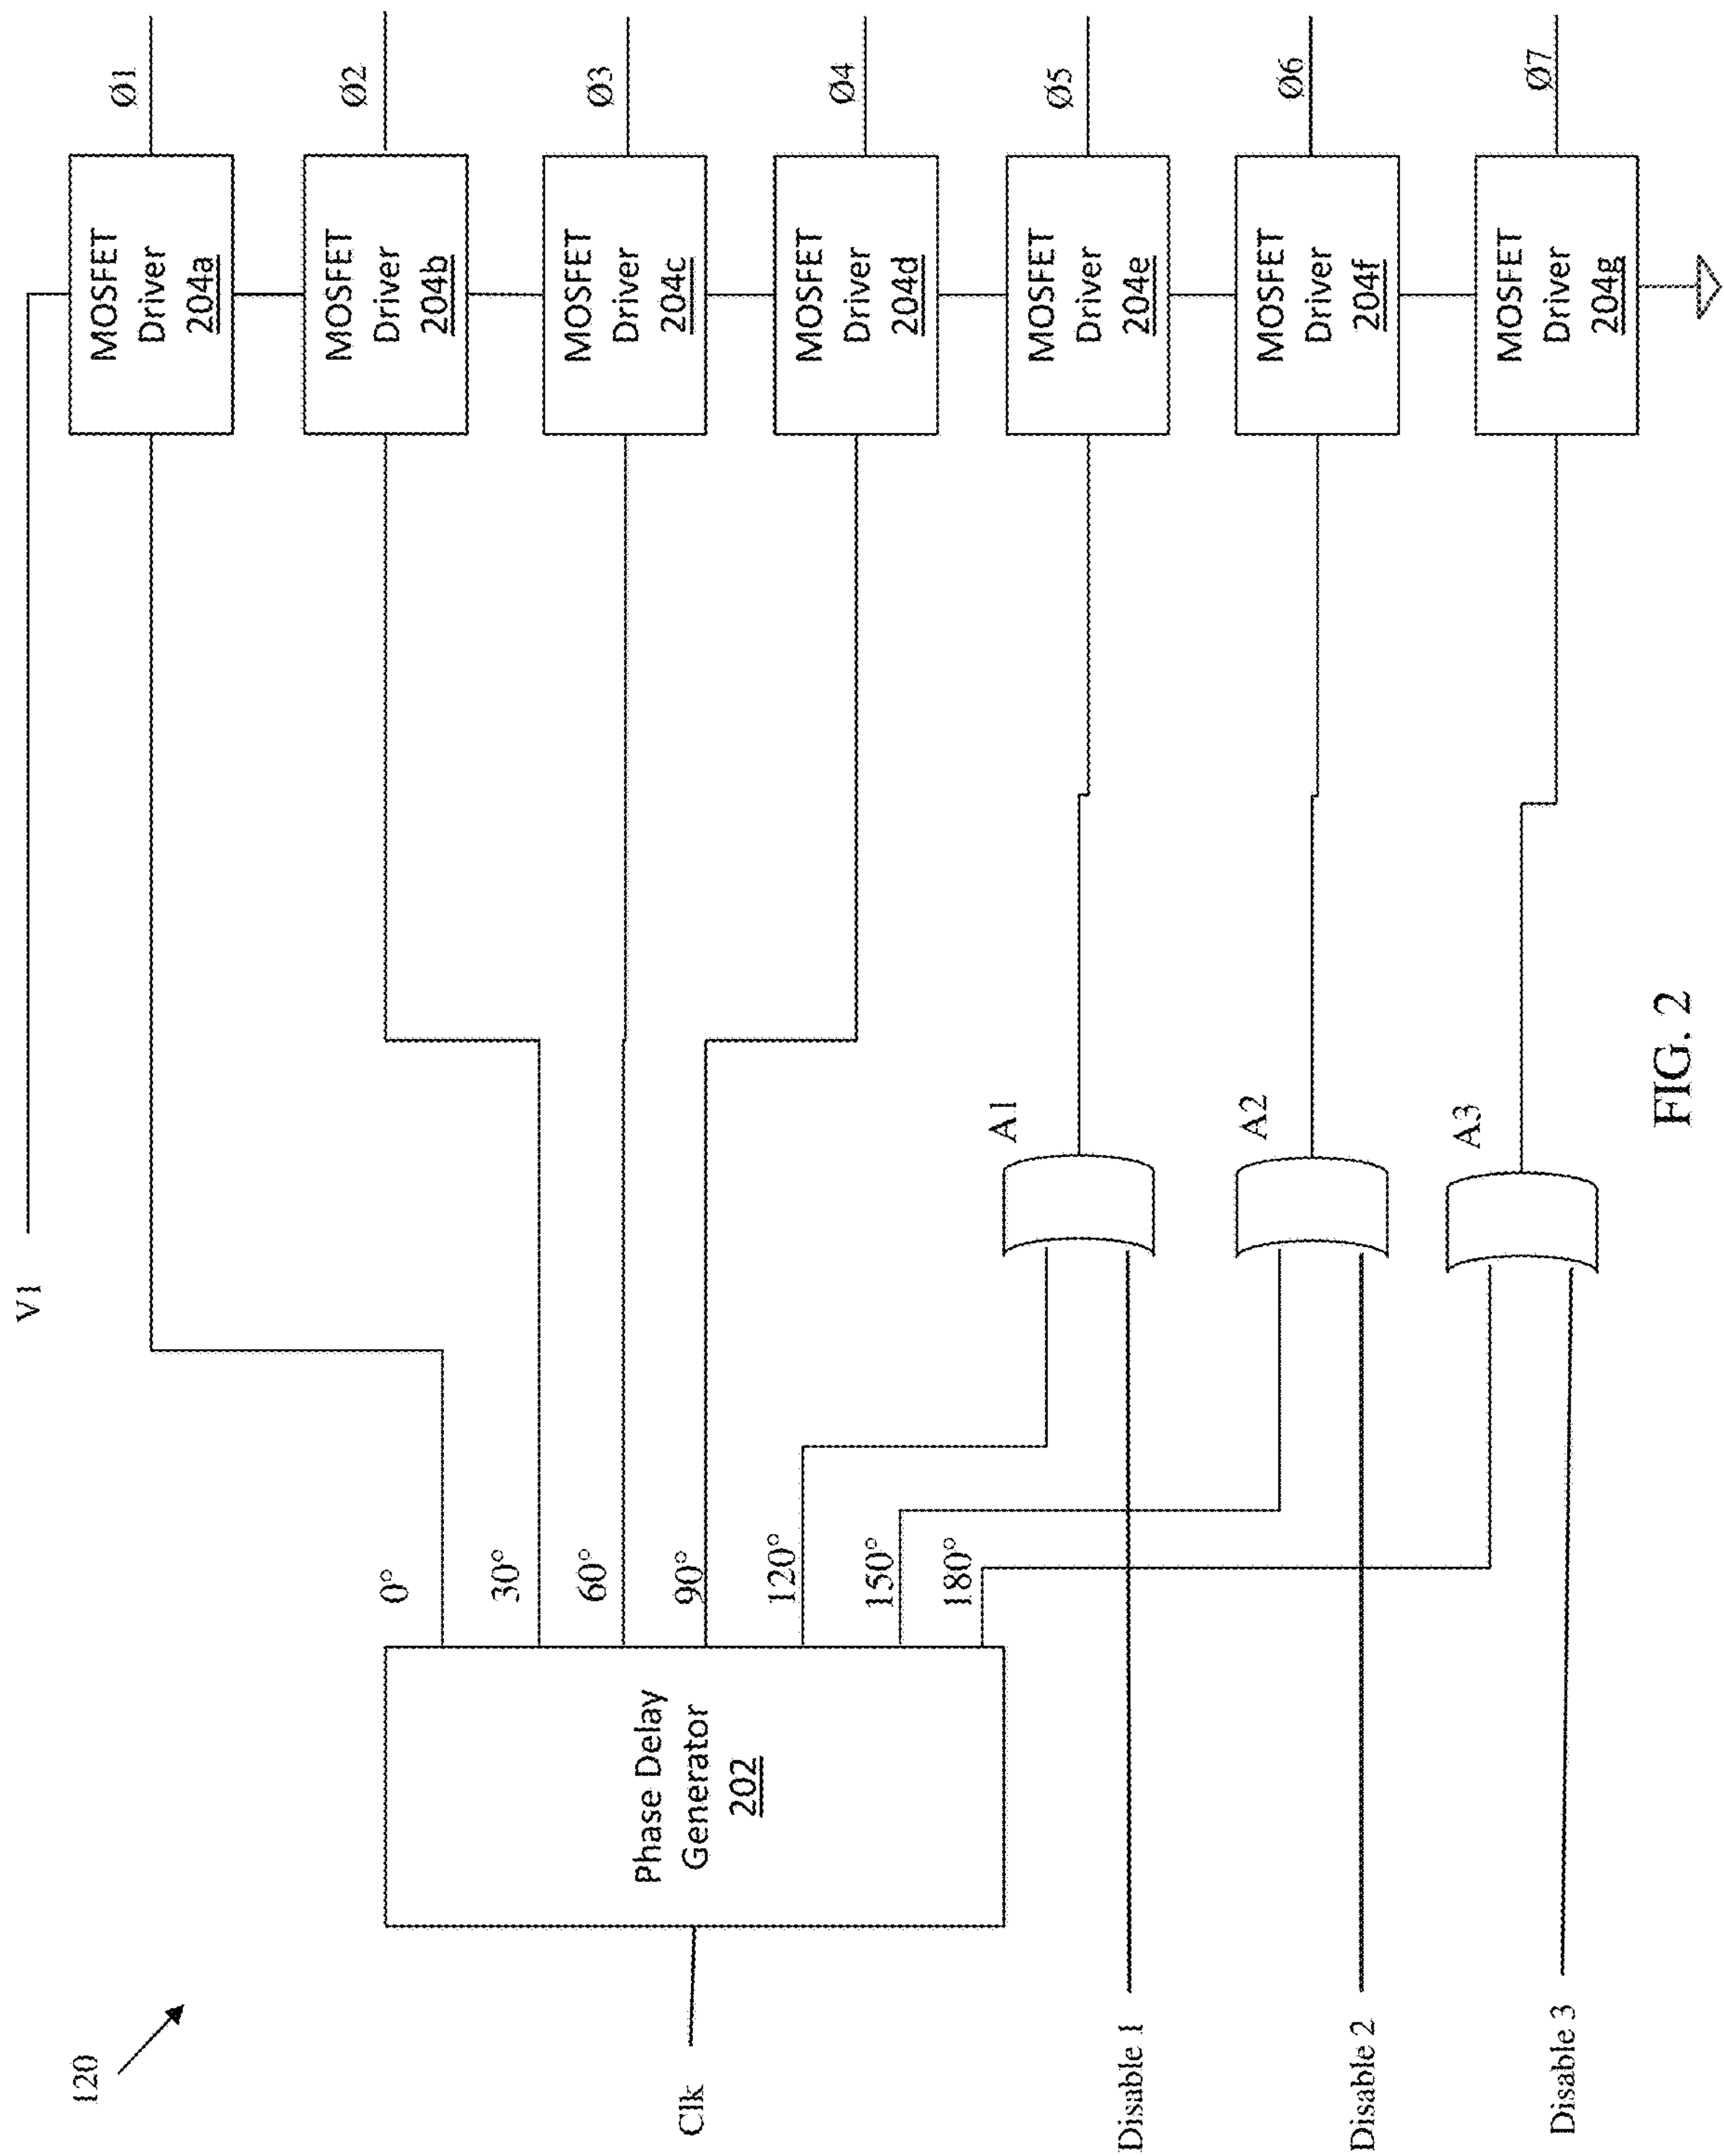 120
V1
Clk
Phase Delay
Generator
202
0°
30°
60°
90°
120°
150°
180°
Disable 1
Disable 2
Disable 3
A1
A2
A3
MOSFET
Driver
204a
Ø1
MOSFET
Driver
204b
Ø2
MOSFET
Driver
204c
Ø3
MOSFET
Driver
204d
Ø4
MOSFET
Driver
204e
Ø5
MOSFET
Driver
204f
Ø6
MOSFET
Driver
204g
Ø7
FIG. 2